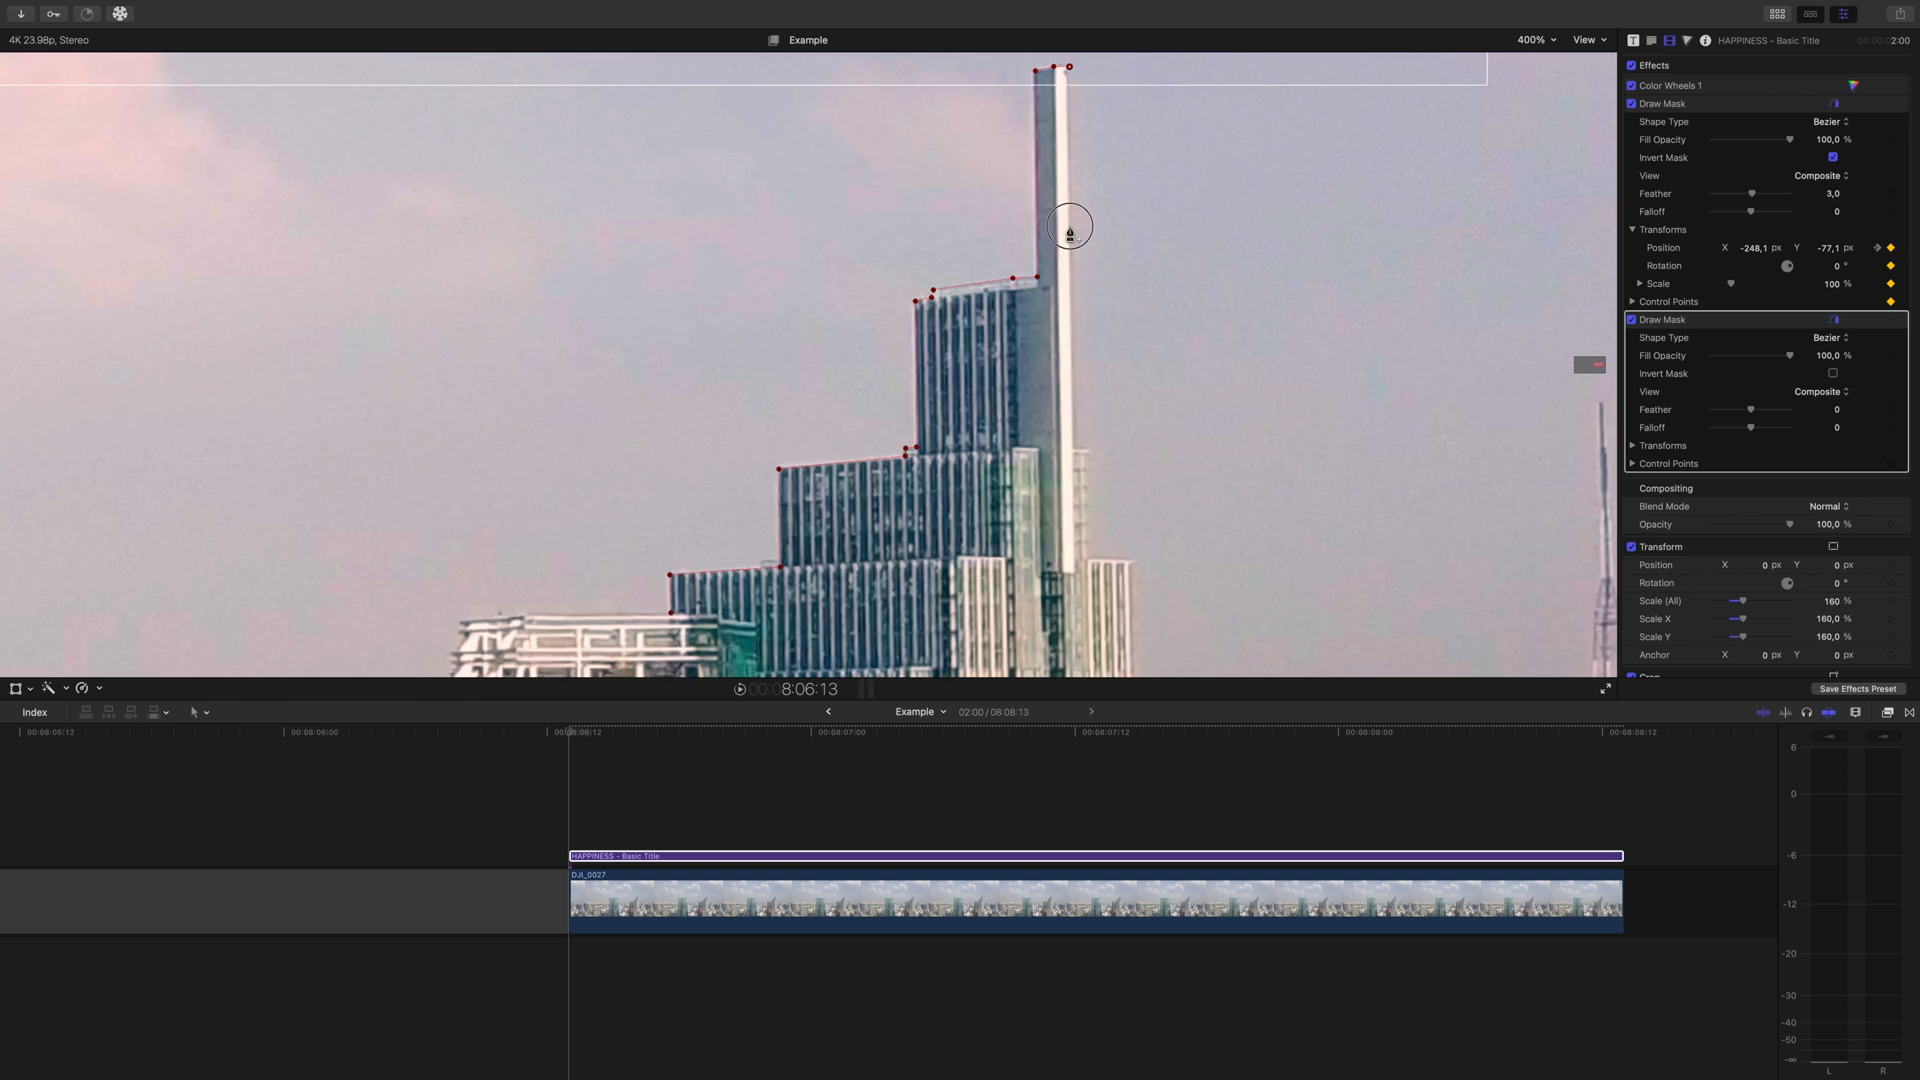 4K 23.98p, Stereo
Example
400%
View
HAPPINESS - Basic Title
00:00:02:00
Effects
Color Wheels 1
Draw Mask
Shape Type
Bezier
Fill Opacity
100,0 %
Invert Mask
View
Composite
Feather
3,0
Falloff
0
Transforms
Position
X -248,1 px Y -77,1 px
Rotation
0 °
Scale
100 %
Control Points
Draw Mask
Shape Type
Bezier
Fill Opacity
100,0 %
Invert Mask
View
Composite
Feather
0
Falloff
0
Transforms
Control Points
Compositing
Blend Mode
Normal
Opacity
100,0 %
Transform
Position
X 0 px Y 0 px
Rotation
0 °
Scale (All)
160 %
Scale X
160,0 %
Scale Y
160,0 %
Anchor
X 0 px Y 0 px
Crop
00:08:06:13
Save Effects Preset
Index
Example
02:00 / 08:08:13
00:08:05:12
00:08:06:00
00:08:06:12
00:08:07:00
00:08:07:12
00:08:08:00
00:08:08:12
-∞
-∞
6
0
-6
-12
-20
-30
-40
-50
-∞
L
R
HAPPINESS - Basic Title
DJI_0027